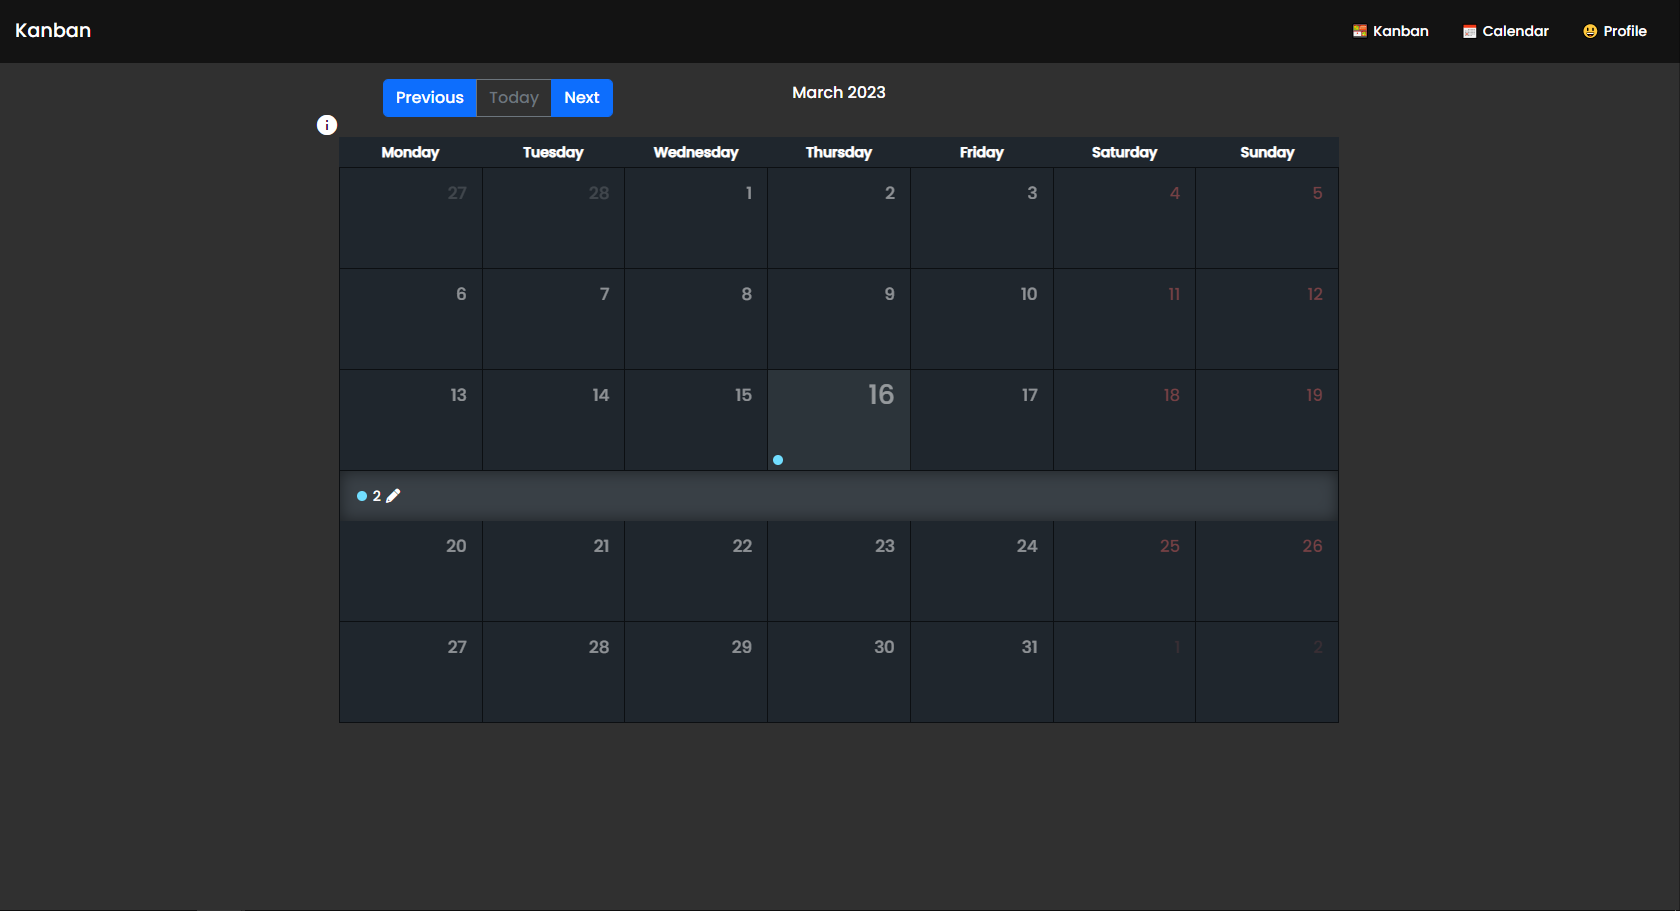 Kanban
Kanban Calendar Profile
Previous Today Next
March 2023
i
Monday Tuesday Wednesday Thursday Friday Saturday Sunday
27 28 1 2 3 4 5
6 7 8 9 10 11 12
13 14 15 16 17 18 19
2
20 21 22 23 24 25 26
27 28 29 30 31 1 2